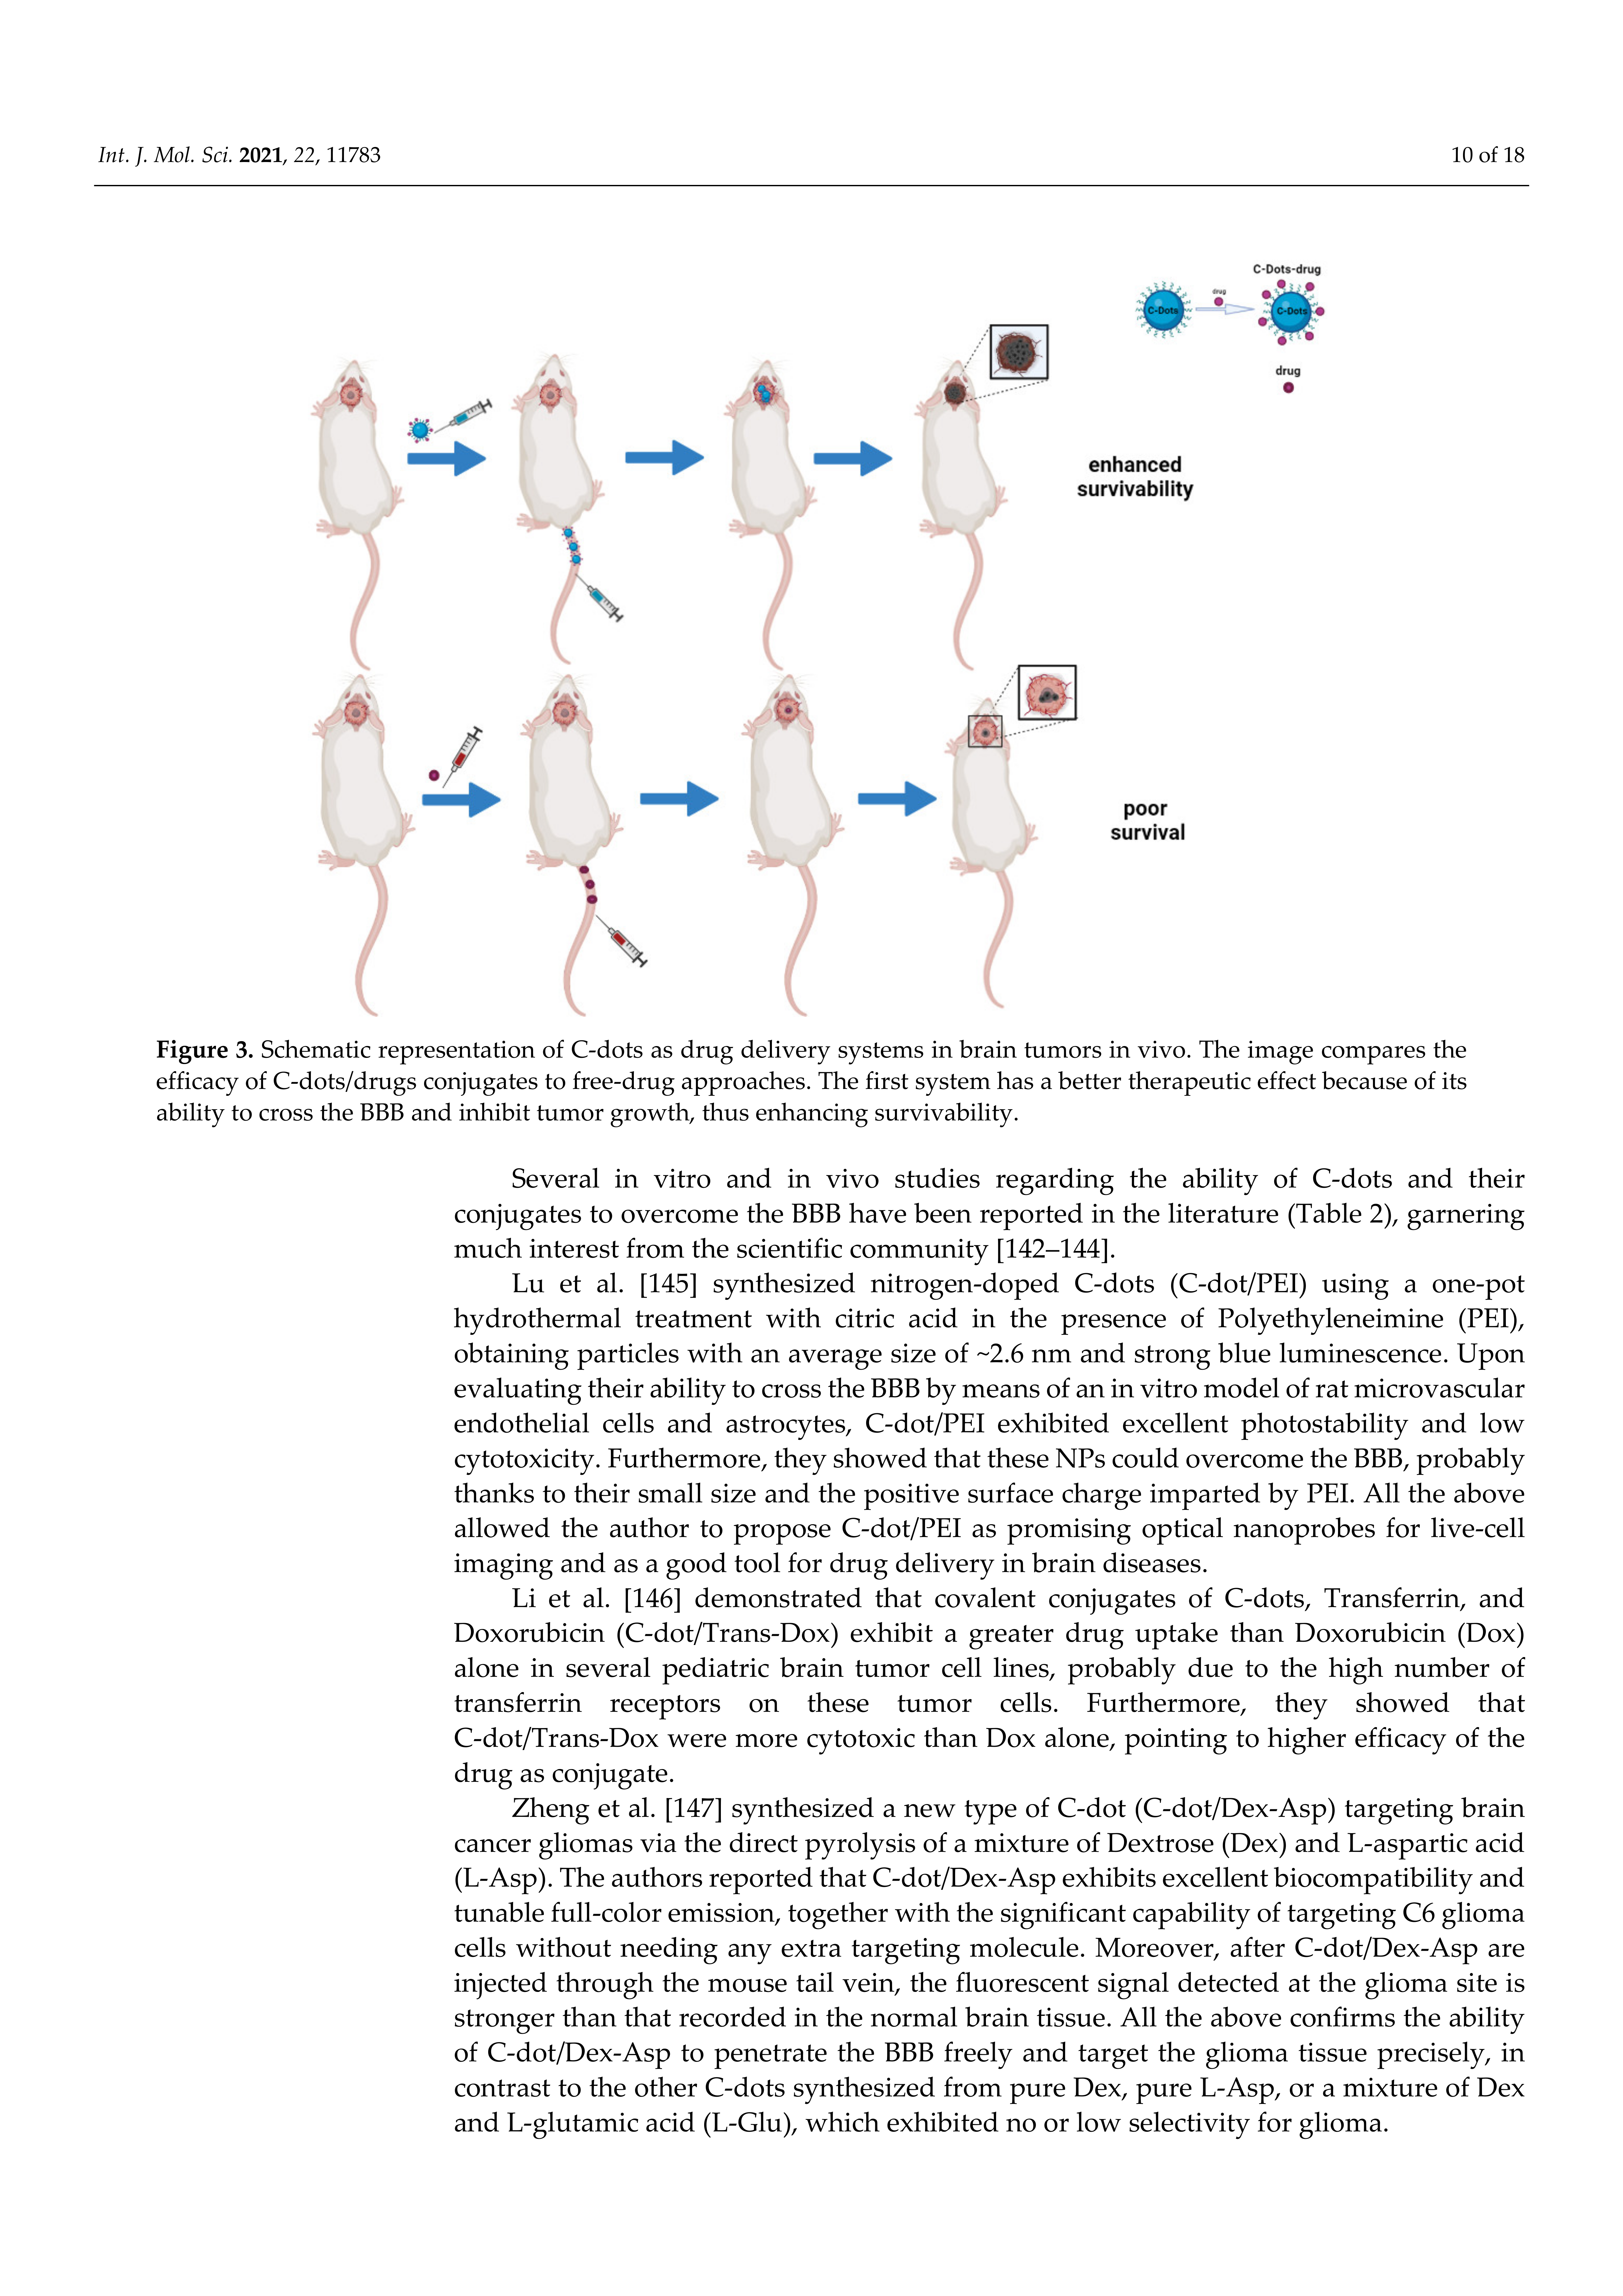 Int. J. Mol. Sci. 2021, 22, 11783
10 of 18
C-Dots-drug
drug
C-Dots
C-Dots
drug
enhanced
survivability
poor
survival
Figure 3. Schematic representation of C-dots as drug delivery systems in brain tumors in vivo. The image compares the
efficacy of C-dots/drugs conjugates to free-drug approaches. The first system has a better therapeutic effect because of its
ability to cross the BBB and inhibit tumor growth, thus enhancing survivability.
Several in vitro and in vivo studies regarding the ability of C-dots and their
conjugates to overcome the BBB have been reported in the literature (Table 2), garnering
much interest from the scientific community [142–144].
Lu et al. [145] synthesized nitrogen-doped C-dots (C-dot/PEI) using a one-pot
hydrothermal treatment with citric acid in the presence of Polyethyleneimine (PEI),
obtaining particles with an average size of ~2.6 nm and strong blue luminescence. Upon
evaluating their ability to cross the BBB by means of an in vitro model of rat microvascular
endothelial cells and astrocytes, C-dot/PEI exhibited excellent photostability and low
cytotoxicity. Furthermore, they showed that these NPs could overcome the BBB, probably
thanks to their small size and the positive surface charge imparted by PEI. All the above
allowed the author to propose C-dot/PEI as promising optical nanoprobes for live-cell
imaging and as a good tool for drug delivery in brain diseases.
Li et al. [146] demonstrated that covalent conjugates of C-dots, Transferrin, and
Doxorubicin (C-dot/Trans-Dox) exhibit a greater drug uptake than Doxorubicin (Dox)
alone in several pediatric brain tumor cell lines, probably due to the high number of
transferrin receptors on these tumor cells. Furthermore, they showed that
C-dot/Trans-Dox were more cytotoxic than Dox alone, pointing to higher efficacy of the
drug as conjugate.
Zheng et al. [147] synthesized a new type of C-dot (C-dot/Dex-Asp) targeting brain
cancer gliomas via the direct pyrolysis of a mixture of Dextrose (Dex) and L-aspartic acid
(L-Asp). The authors reported that C-dot/Dex-Asp exhibits excellent biocompatibility and
tunable full-color emission, together with the significant capability of targeting C6 glioma
cells without needing any extra targeting molecule. Moreover, after C-dot/Dex-Asp are
injected through the mouse tail vein, the fluorescent signal detected at the glioma site is
stronger than that recorded in the normal brain tissue. All the above confirms the ability
of C-dot/Dex-Asp to penetrate the BBB freely and target the glioma tissue precisely, in
contrast to the other C-dots synthesized from pure Dex, pure L-Asp, or a mixture of Dex
and L-glutamic acid (L-Glu), which exhibited no or low selectivity for glioma.